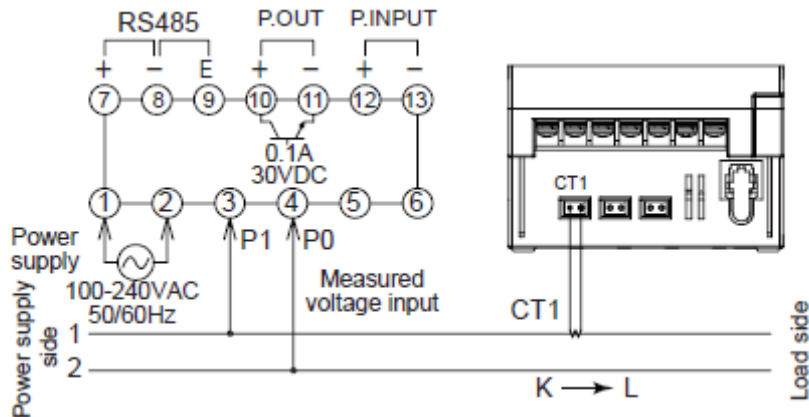 RS485 P.OUT P.INPUT
+ − E + − + −
7 8 9 10 11 12 13
0.1A
30VDC
CT1
1 2 3 4 5 6
Power
supply
P1 P0
100-240VAC
50/60Hz
Measured
voltage input
CT1
Power supply
side
1
2
K → L
Load side